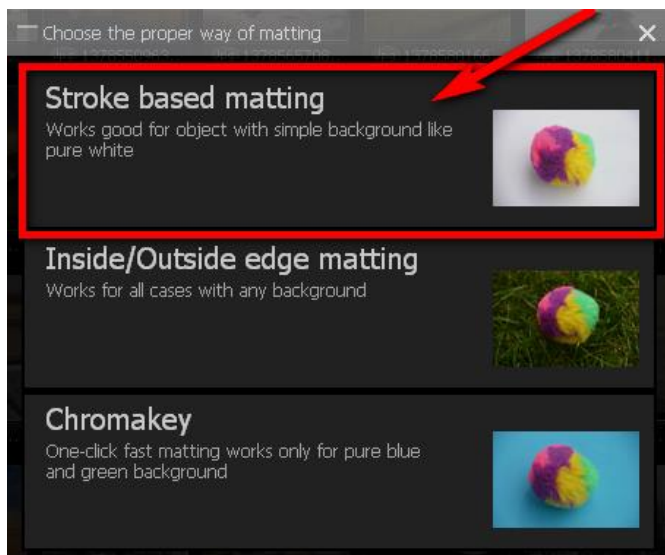 Choose the proper way of matting
Stroke based matting
Works good for object with simple background like
pure white
Inside/Outside edge matting
Works for all cases with any background
Chromakey
One-click fast matting works only for pure blue
and green background